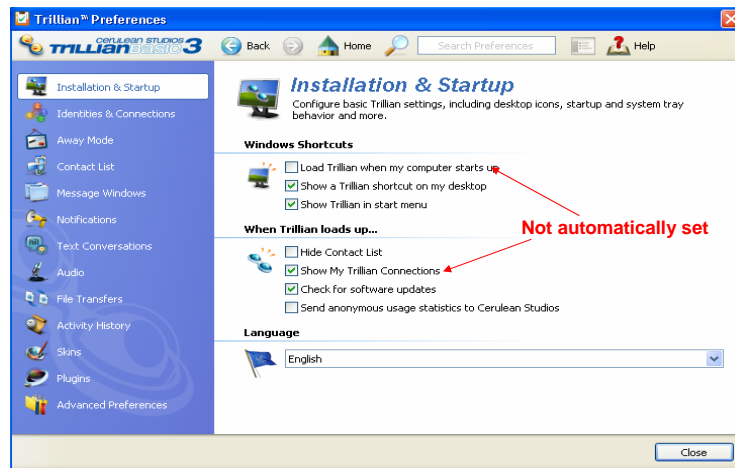 Trillian™ Preferences
CERULEAN STUDIOS
TRILLIAN BASIC 3
Back
Home
Search Preferences
Help
Installation & Startup
Identities & Connections
Away Mode
Contact List
Message Windows
Notifications
Text Conversations
Audio
File Transfers
Activity History
Skins
Plugins
Advanced Preferences
Installation & Startup
Configure basic Trillian settings, including desktop icons, startup and system tray
behavior and more.
Windows Shortcuts
Load Trillian when my computer starts up
Show a Trillian shortcut on my desktop
Show Trillian in start menu
Not automatically set
When Trillian loads up...
Hide Contact List
Show My Trillian Connections
Check for software updates
Send anonymous usage statistics to Cerulean Studios
Language
English
Close